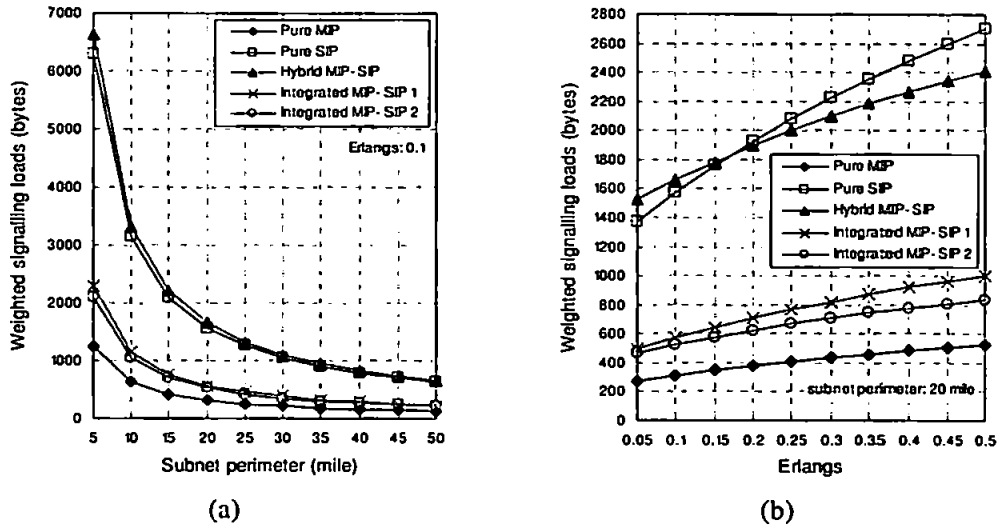 7000
6000
5000
4000
3000
2000
1000
0
Weighted signalling loads (bytes)
Pure MIP
Pure SIP
Hybrid MIP-SIP
Integrated MIP-SIP 1
Integrated MIP-SIP 2
Erlangs: 0.1
5 10 15 20 25 30 35 40 45 50
Subnet perimeter (mile)
(a)
2800
2600
2400
2200
2000
1800
1600
1400
1200
1000
800
600
400
200
0
Weighted signalling loads (bytes)
Pure MIP
Pure SIP
Hybrid MIP-SIP
Integrated MIP-SIP 1
Integrated MIP-SIP 2
subnet perimeter: 20 mile
0.05 0.1 0.15 0.2 0.25 0.3 0.35 0.4 0.45 0.5
Erlangs
(b)